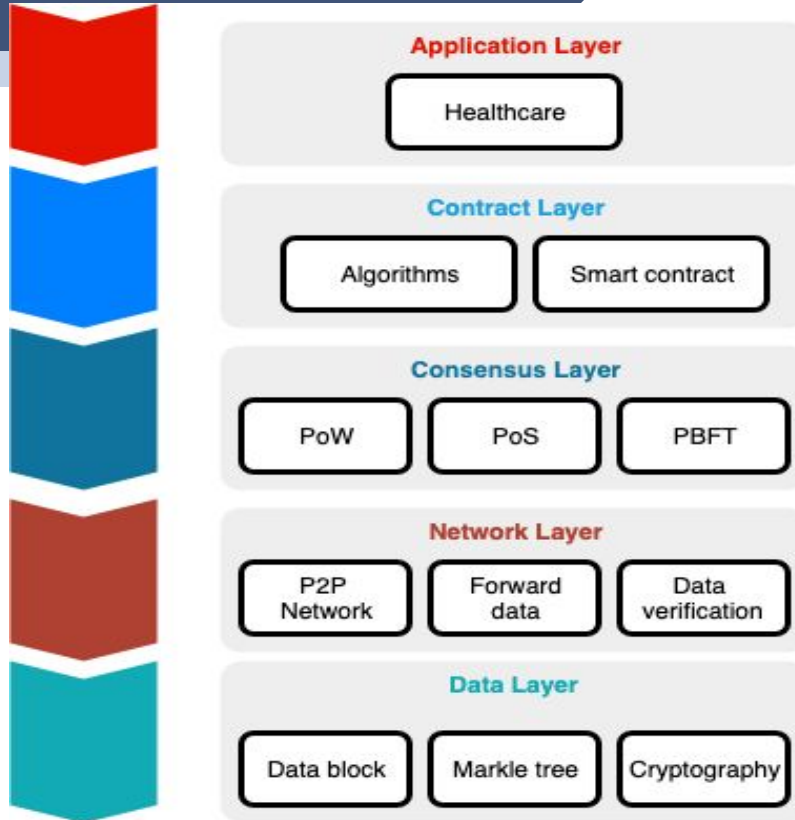 Application Layer
Healthcare
Contract Layer
Algorithms
Smart contract
Consensus Layer
PoW
PoS
PBFT
Network Layer
P2P
Network
Forward
data
Data
verification
Data Layer
Data block
Markle tree
Cryptography